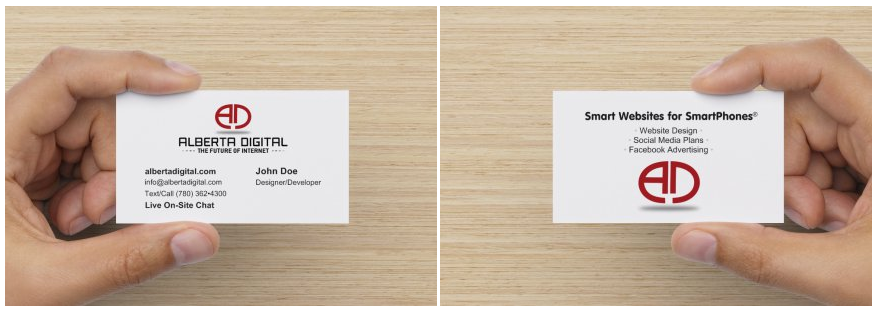 AD
ALBERTA DIGITAL
THE FUTURE OF INTERNET
albertadigital.com
info@albertadigital.com
Text/Call (780) 362•4300
Live On-Site Chat
John Doe
Designer/Developer
Smart Websites for SmartPhones®
· Website Design ·
· Social Media Plans ·
· Facebook Advertising ·
AD